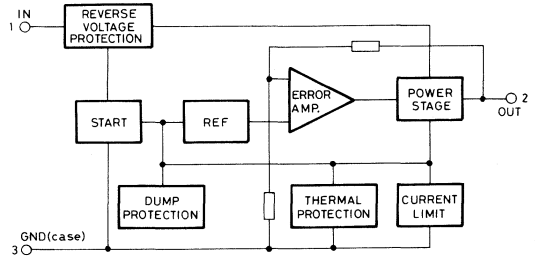 IN
1
REVERSE
VOLTAGE
PROTECTION
ERROR
AMP.
POWER
STAGE
2
OUT
START
REF
DUMP
PROTECTION
THERMAL
PROTECTION
CURRENT
LIMIT
GND(case)
3